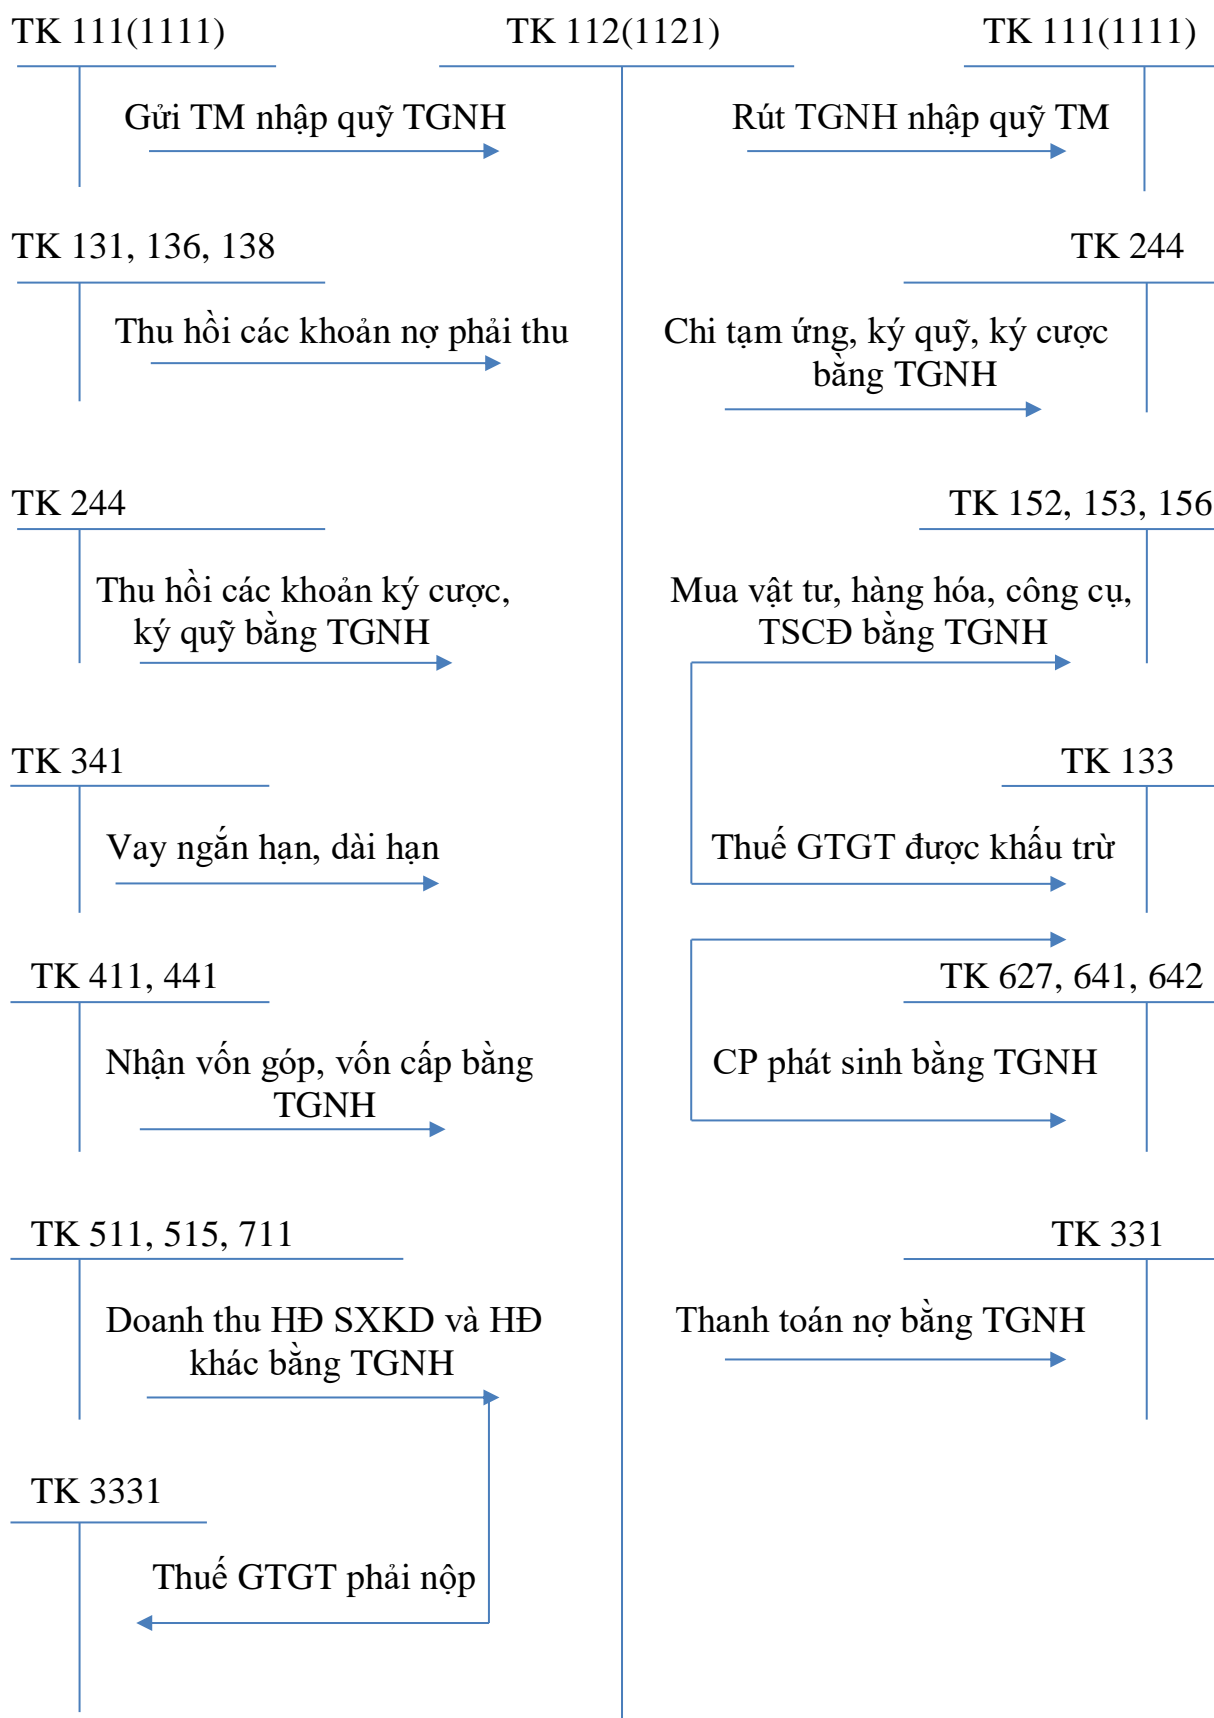 TK 111(1111)
TK 112(1121)
TK 111(1111)
Gửi TM nhập quỹ TGNH
Rút TGNH nhập quỹ TM
TK 131, 136, 138
TK 244
Thu hồi các khoản nợ phải thu
Chi tạm ứng, ký quỹ, ký cược
bằng TGNH
TK 244
TK 152, 153, 156
Thu hồi các khoản ký cược,
ký quỹ bằng TGNH
Mua vật tư, hàng hóa, công cụ,
TSCĐ bằng TGNH
TK 341
TK 133
Vay ngắn hạn, dài hạn
Thuế GTGT được khấu trừ
TK 411, 441
TK 627, 641, 642
Nhận vốn góp, vốn cấp bằng
TGNH
CP phát sinh bằng TGNH
TK 511, 515, 711
TK 331
Doanh thu HĐ SXKD và HĐ
khác bằng TGNH
Thanh toán nợ bằng TGNH
TK 3331
Thuế GTGT phải nộp